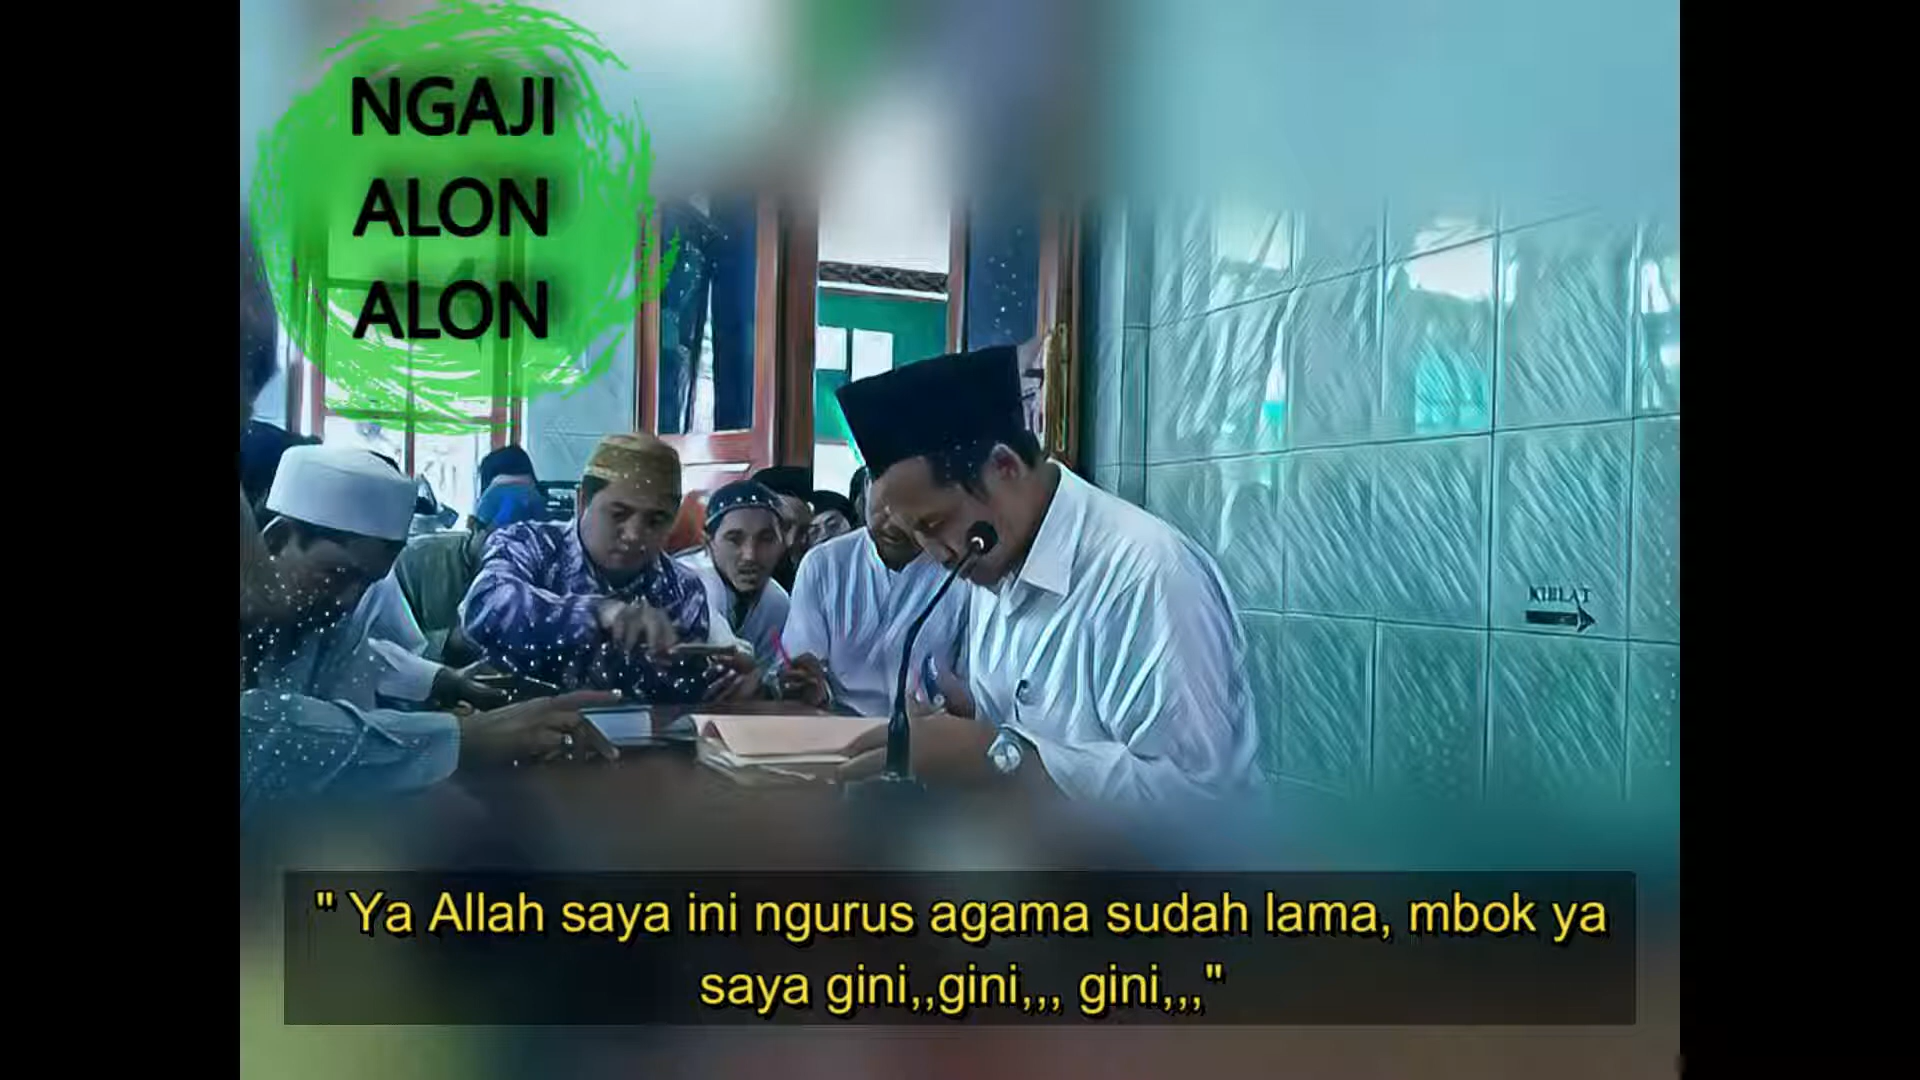 NGAJI
ALON
ALON
KIBLAT
" Ya Allah saya ini ngurus agama sudah lama, mbok ya
saya gini,,gini,,, gini,,,"